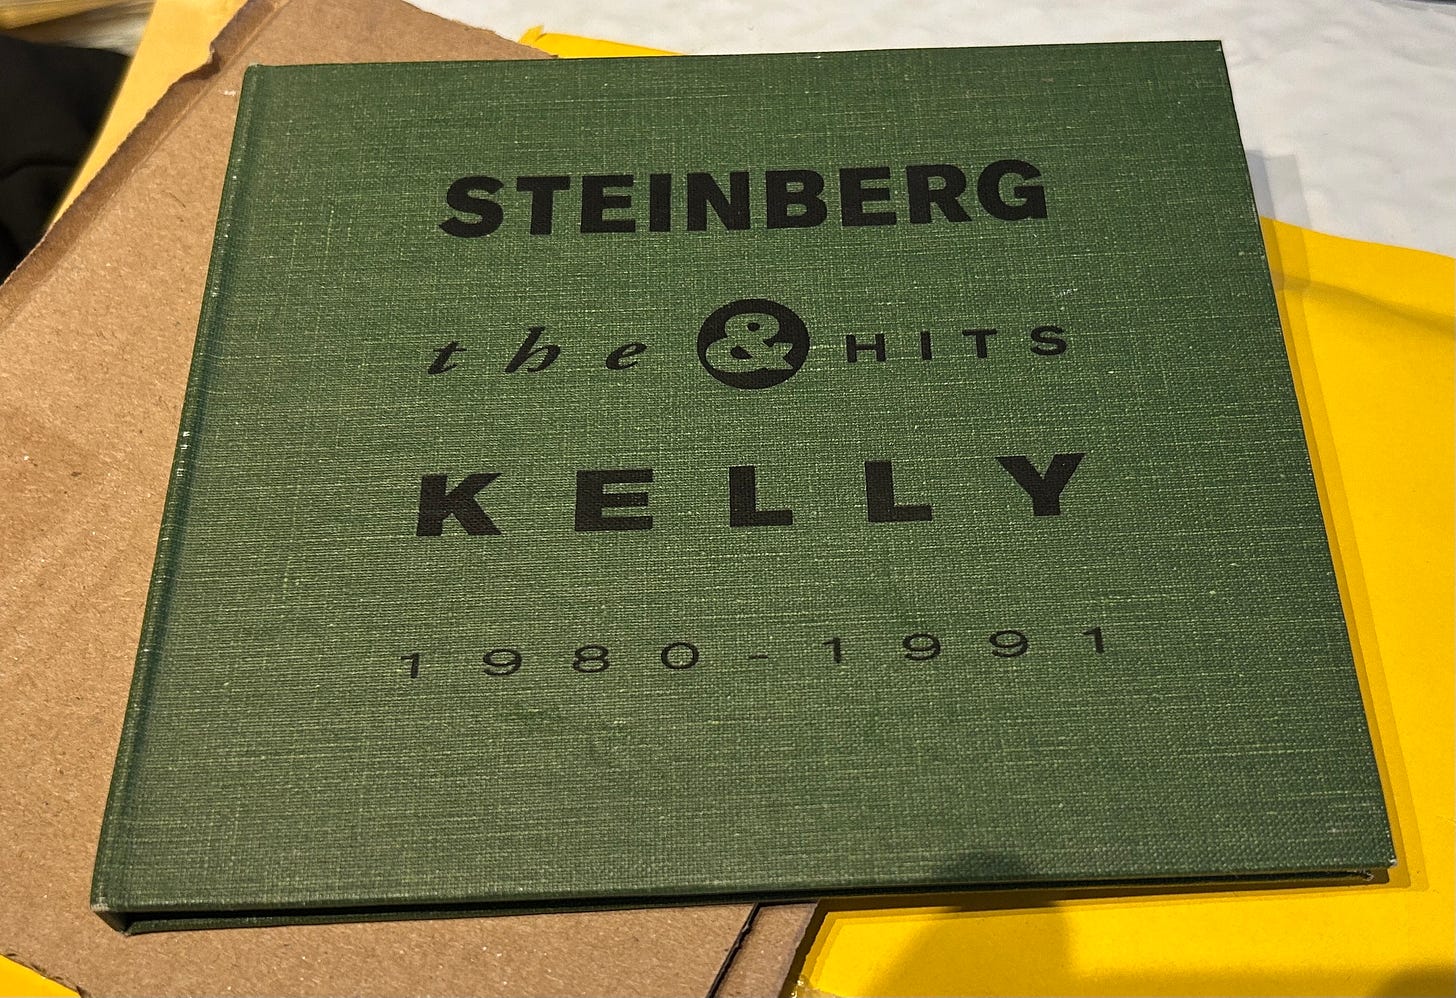 STEINBERG
the & HITS
KELLY
1980-1991